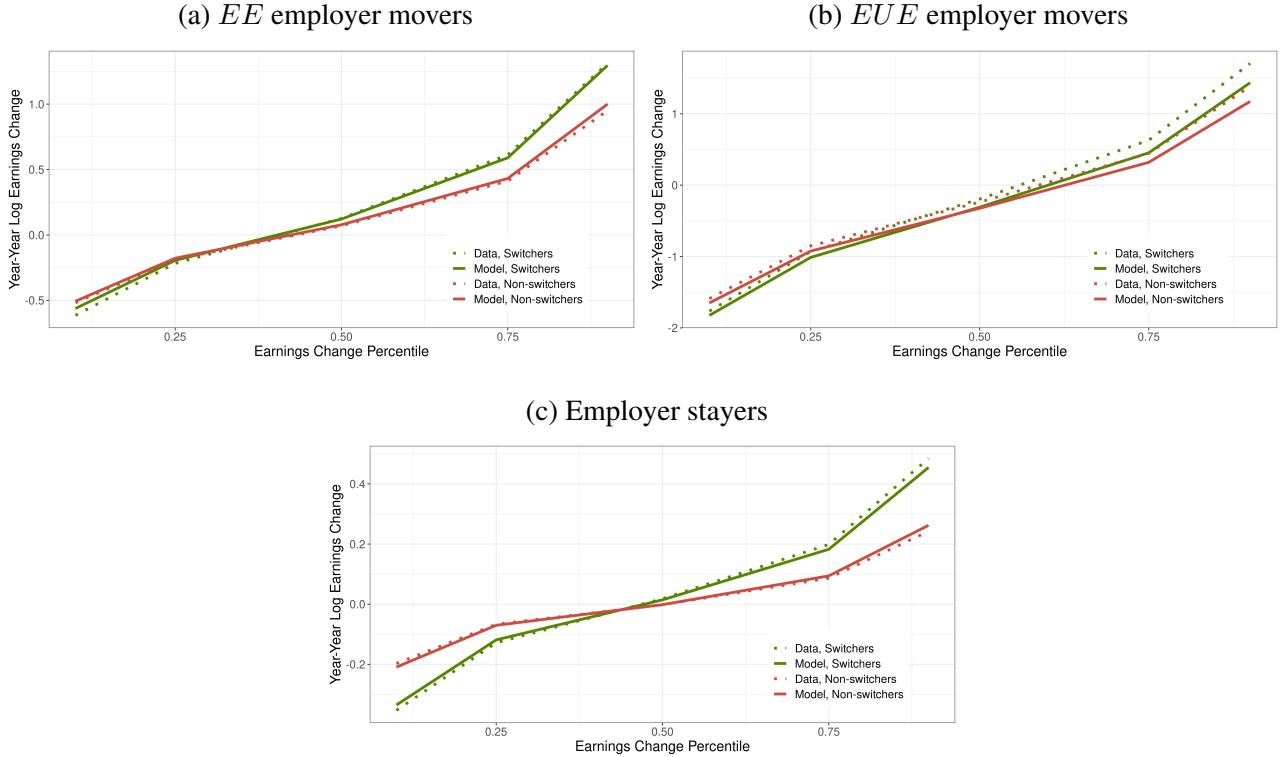 (a) EE employer movers
Year-Year Log Earnings Change
1.0
0.5
0.0
-0.5
Data, Switchers
Model, Switchers
Data, Non-switchers
Model, Non-switchers
0.25
0.50
0.75
Earnings Change Percentile
(b) EUE employer movers
Year-Year Log Earnings Change
1
0
-1
-2
Data, Switchers
Model, Switchers
Data, Non-switchers
Model, Non-switchers
0.25
0.50
0.75
Earnings Change Percentile
(c) Employer stayers
Year-Year Log Earnings Change
0.4
0.2
0.0
-0.2
Data, Switchers
Model, Switchers
Data, Non-switchers
Model, Non-switchers
0.25
0.50
0.75
Earnings Change Percentile